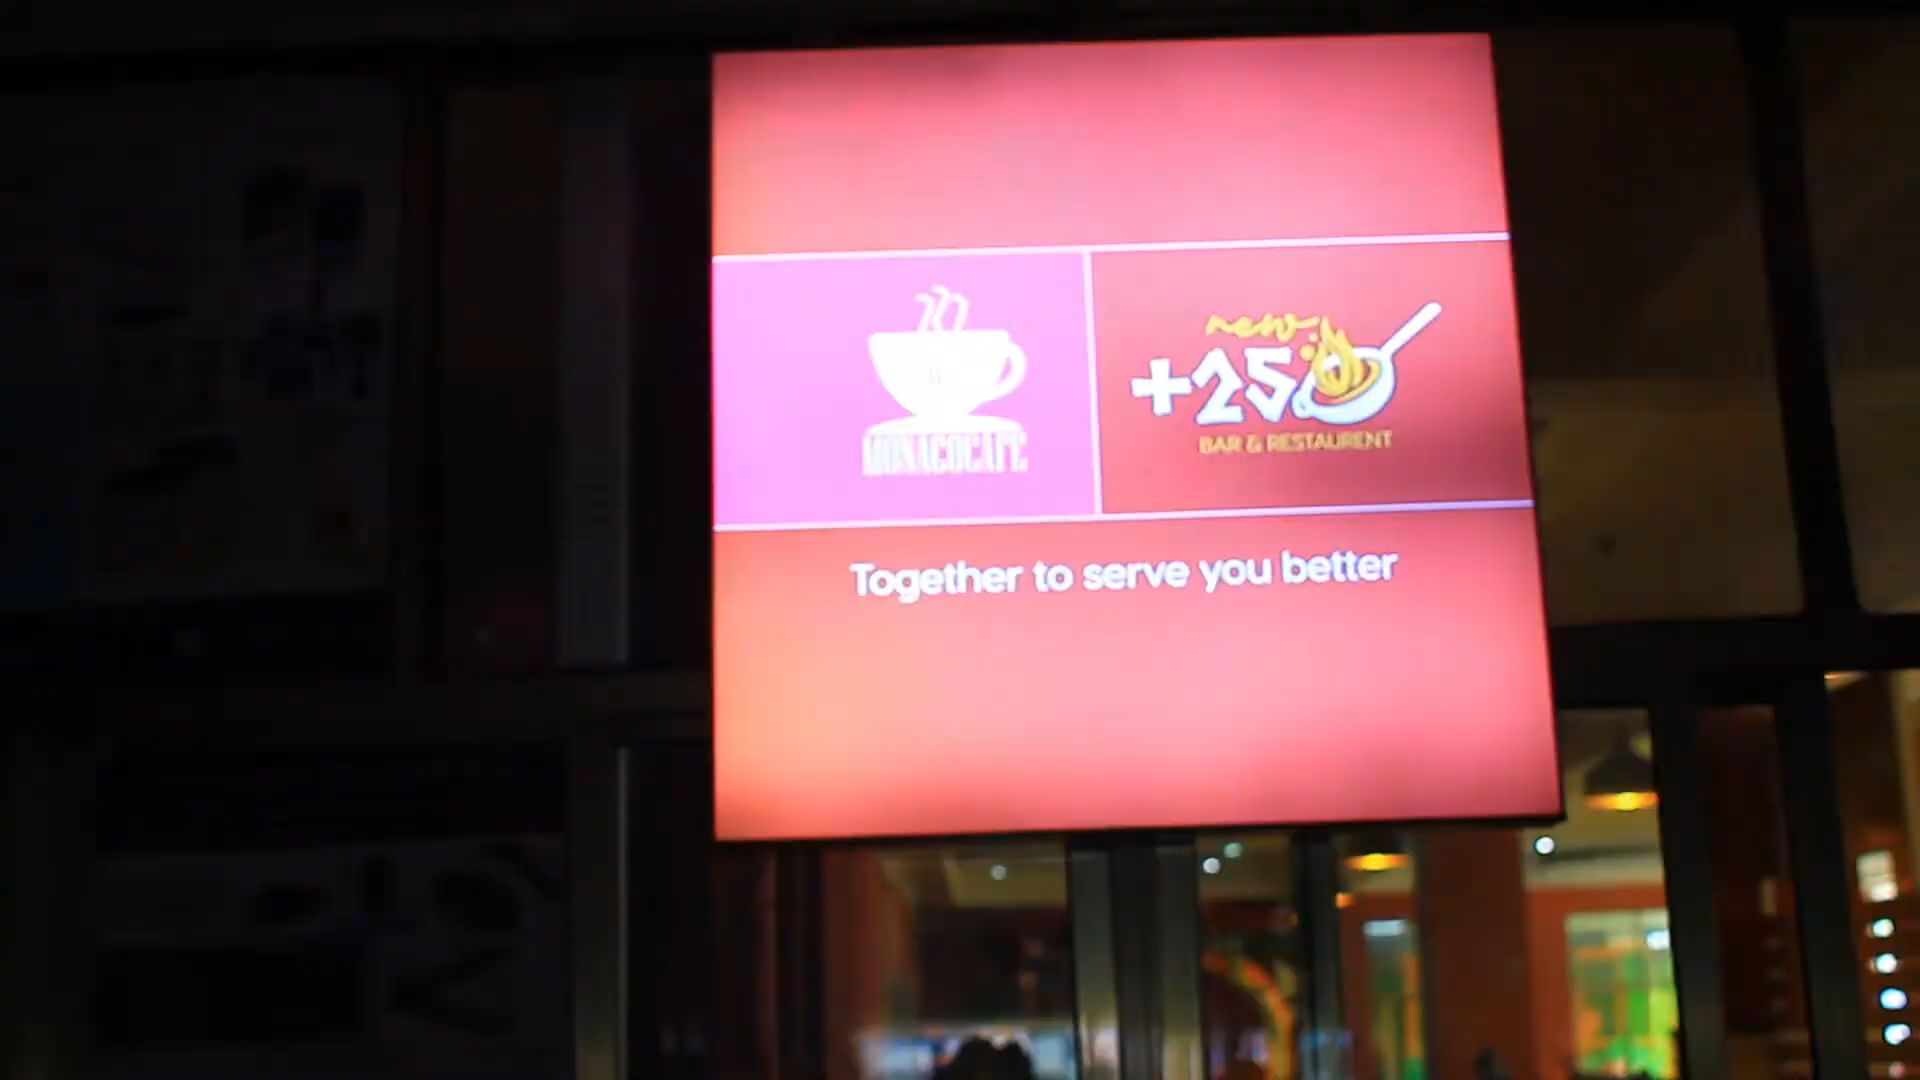 MONACOCAFE
new
+250
BAR & RESTAURENT
Together to serve you better